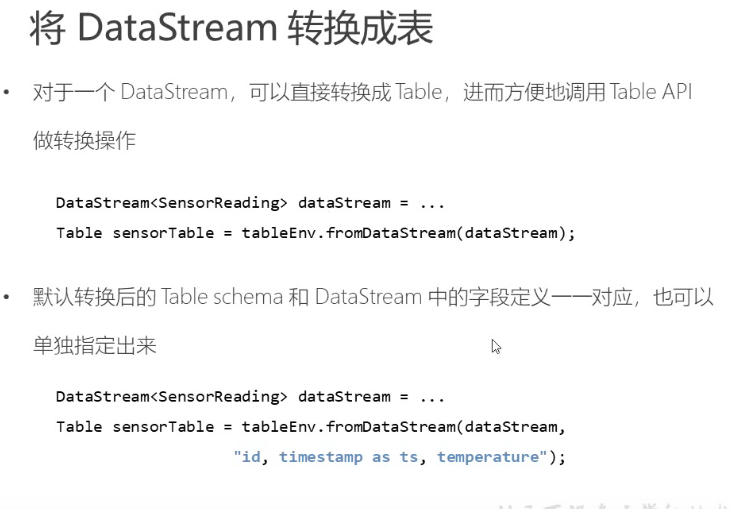 将 DataStream 转换成表
• 对于一个 DataStream，可以直接转换成 Table，进而方便地调用 Table API
做转换操作
DataStream<SensorReading> dataStream = ...
Table sensorTable = tableEnv.fromDataStream(dataStream);
• 默认转换后的 Table schema 和 DataStream 中的字段定义一一对应，也可以
单独指定出来
DataStream<SensorReading> dataStream = ...
Table sensorTable = tableEnv.fromDataStream(dataStream,
"id, timestamp as ts, temperature");